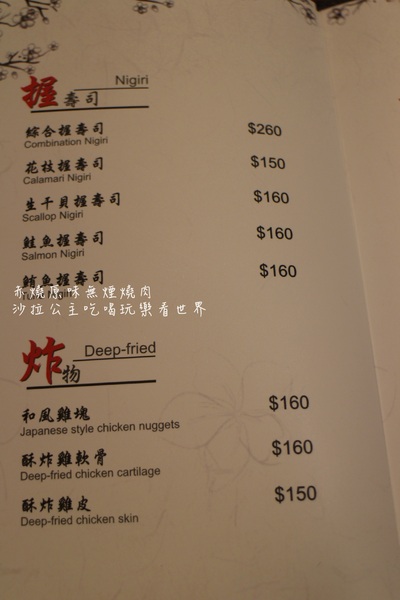 握壽司 Nigiri
綜合握壽司 $260
Combination Nigiri
花枝握壽司 $150
Calamari Nigiri
生干貝握壽司 $160
Scallop Nigiri
鮭魚握壽司 $160
Salmon Nigiri
鮪魚握壽司 $160
赤燒原味無煙燒肉
沙拉公主吃喝玩樂看世界
炸物 Deep-fried
和風雞塊 $160
Japanese style chicken nuggets
酥炸雞軟骨 $160
Deep-fried chicken cartilage
酥炸雞皮 $150
Deep-fried chicken skin